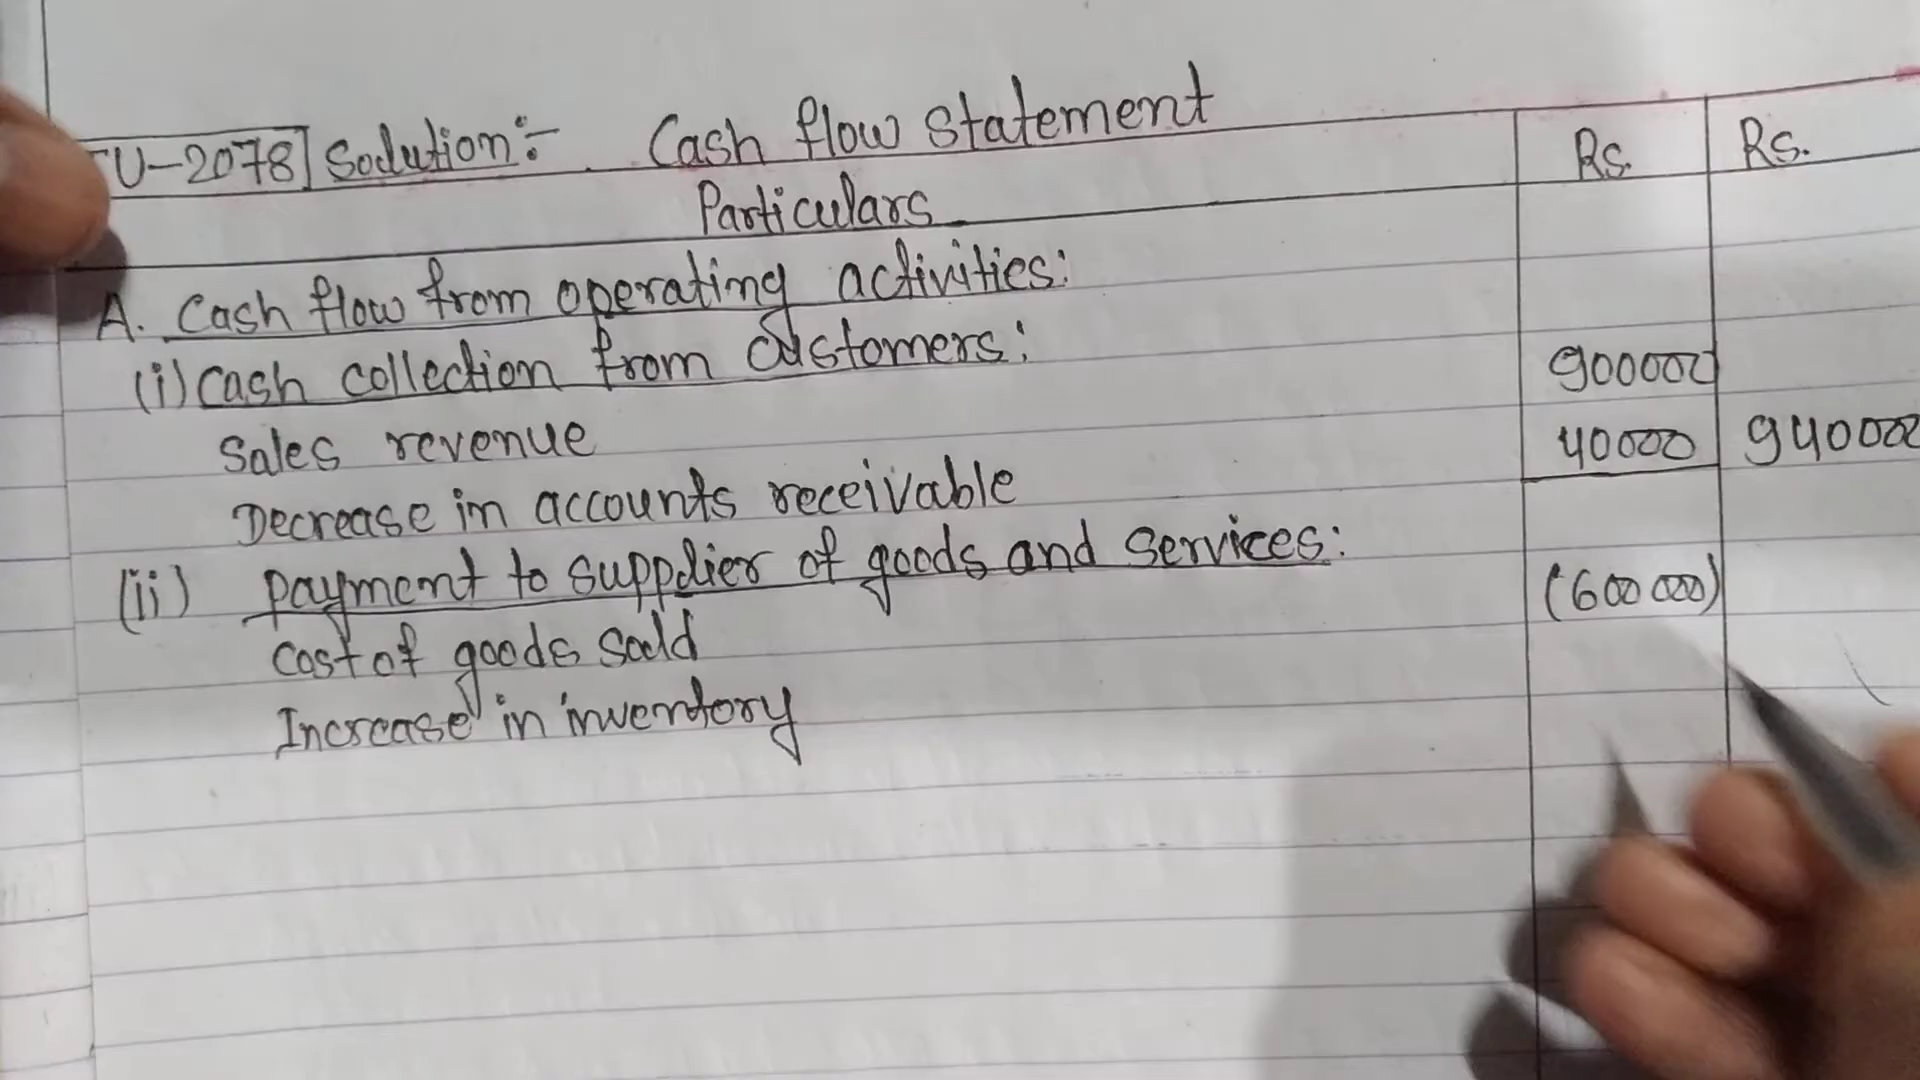 TU-2078 Solution:- Cash flow statement
Particulars Rs. Rs.
A. Cash flow from operating activities:
(i) Cash collection from customers:
Sales revenue 900000
Decrease in accounts receivable 40000 940000
(ii) payment to supplier of goods and services:
Cost of goods sold (600000)
Increase in inventory